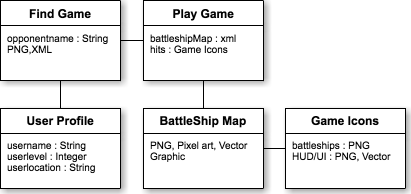 Find Game
opponentname : String
PNG,XML
Play Game
battleshipMap : xml
hits : Game Icons
User Profile
username : String
userlevel : Integer
userlocation : String
BattleShip Map
PNG, Pixel art, Vector
Graphic
Game Icons
battleships : PNG
HUD/UI : PNG, Vector